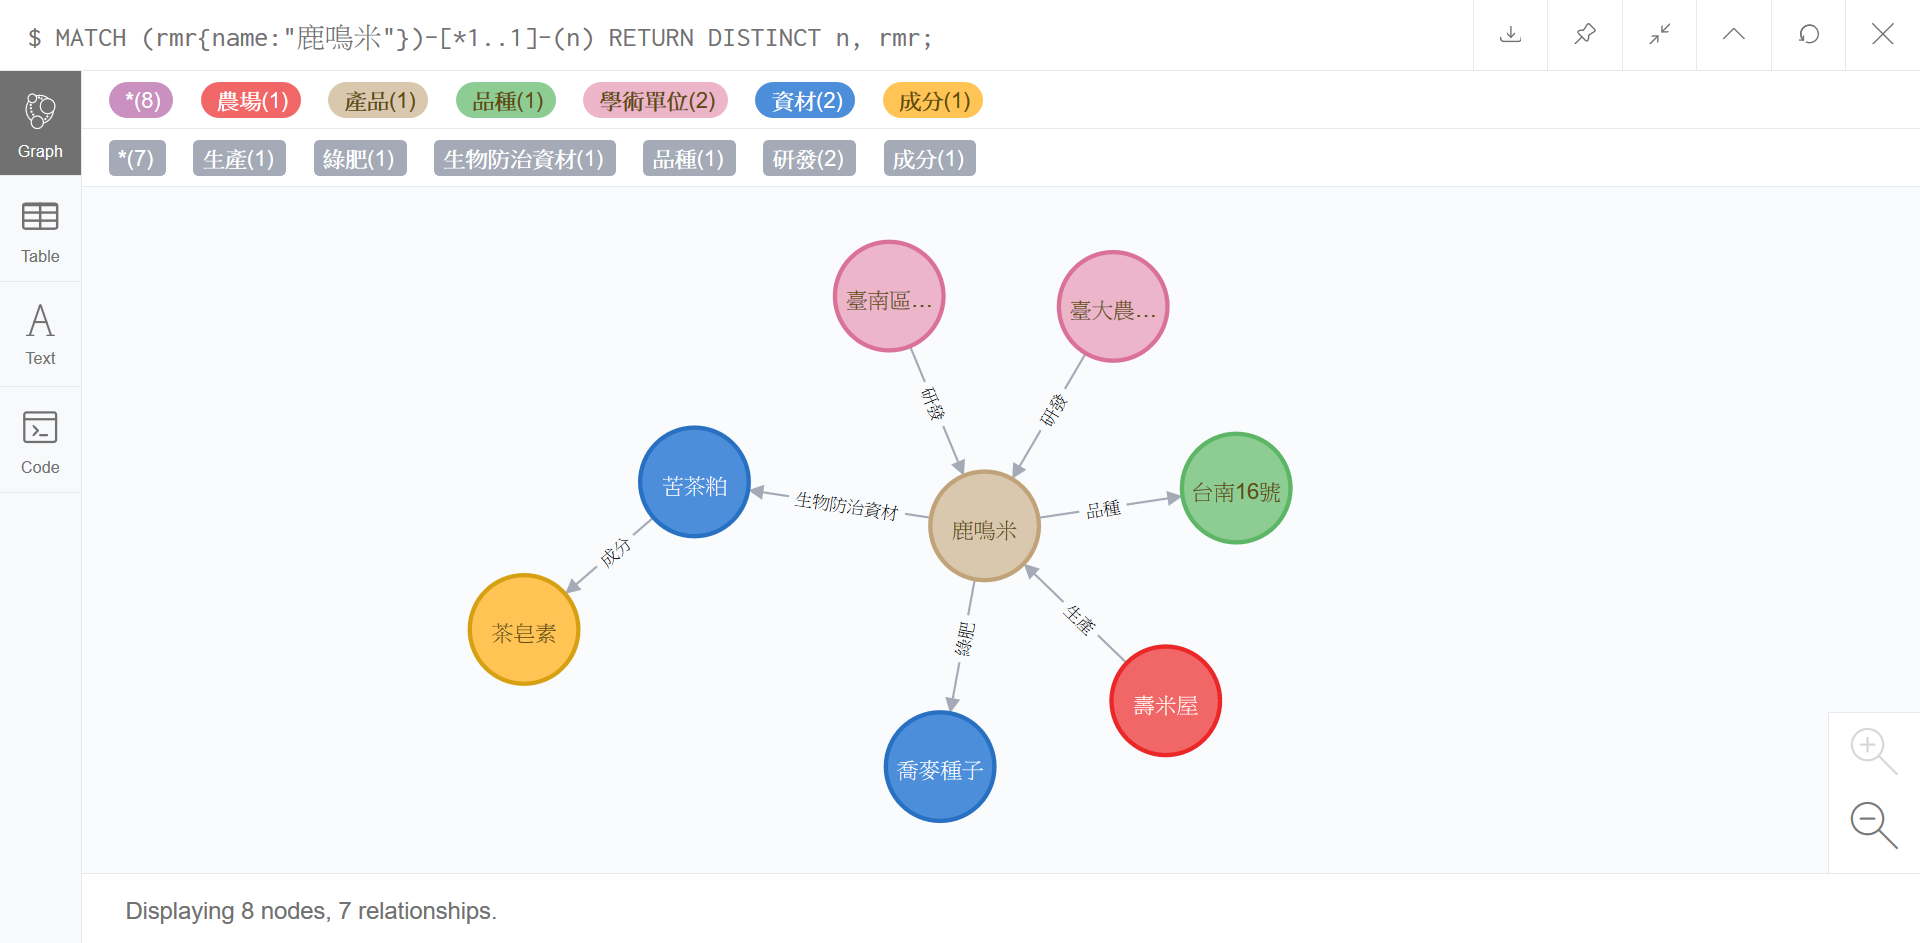 $ MATCH (rmr{name:"鹿鳴米"})-[*1..1]-(n) RETURN DISTINCT n, rmr;
*(8) 農場(1) 產品(1) 品種(1) 學術單位(2) 資材(2) 成分(1)
*(7) 生產(1) 綠肥(1) 生物防治資材(1) 品種(1) 研發(2) 成分(1)
Graph
Table
Text
Code
臺南區...
臺大農...
研發
研發
苦茶粕
生物防治資材
鹿鳴米
品種
台南16號
成分
茶皂素
綠肥
生產
壽米屋
喬麥種子
Displaying 8 nodes, 7 relationships.